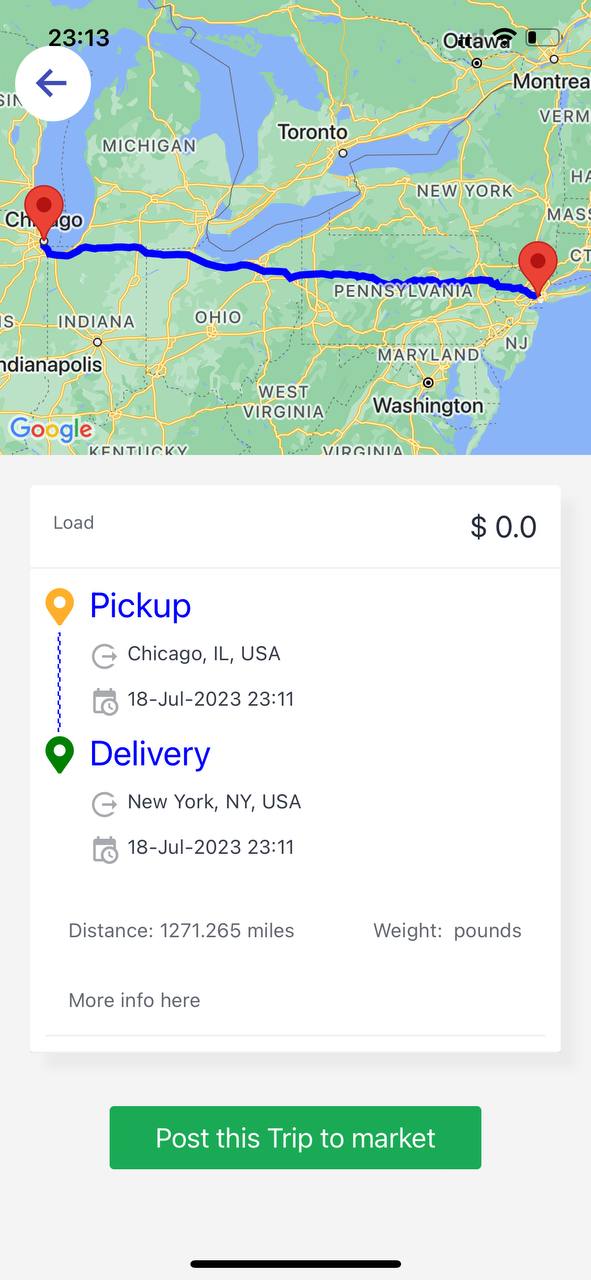 23:13
Ottawa
Montrea
VERM
MICHIGAN
Toronto
HA
NEW YORK
MASS
Chicago
CT
PENNSYLVANIA
IS
INDIANA
OHIO
NJ
MARYLAND
ndianapolis
WEST
VIRGINIA
Washington
Google
KENTUCKY
VIRGINIA
Load
$ 0.0
Pickup
Chicago, IL, USA
18-Jul-2023 23:11
Delivery
New York, NY, USA
18-Jul-2023 23:11
Distance: 1271.265 miles
Weight: pounds
More info here
Post this Trip to market